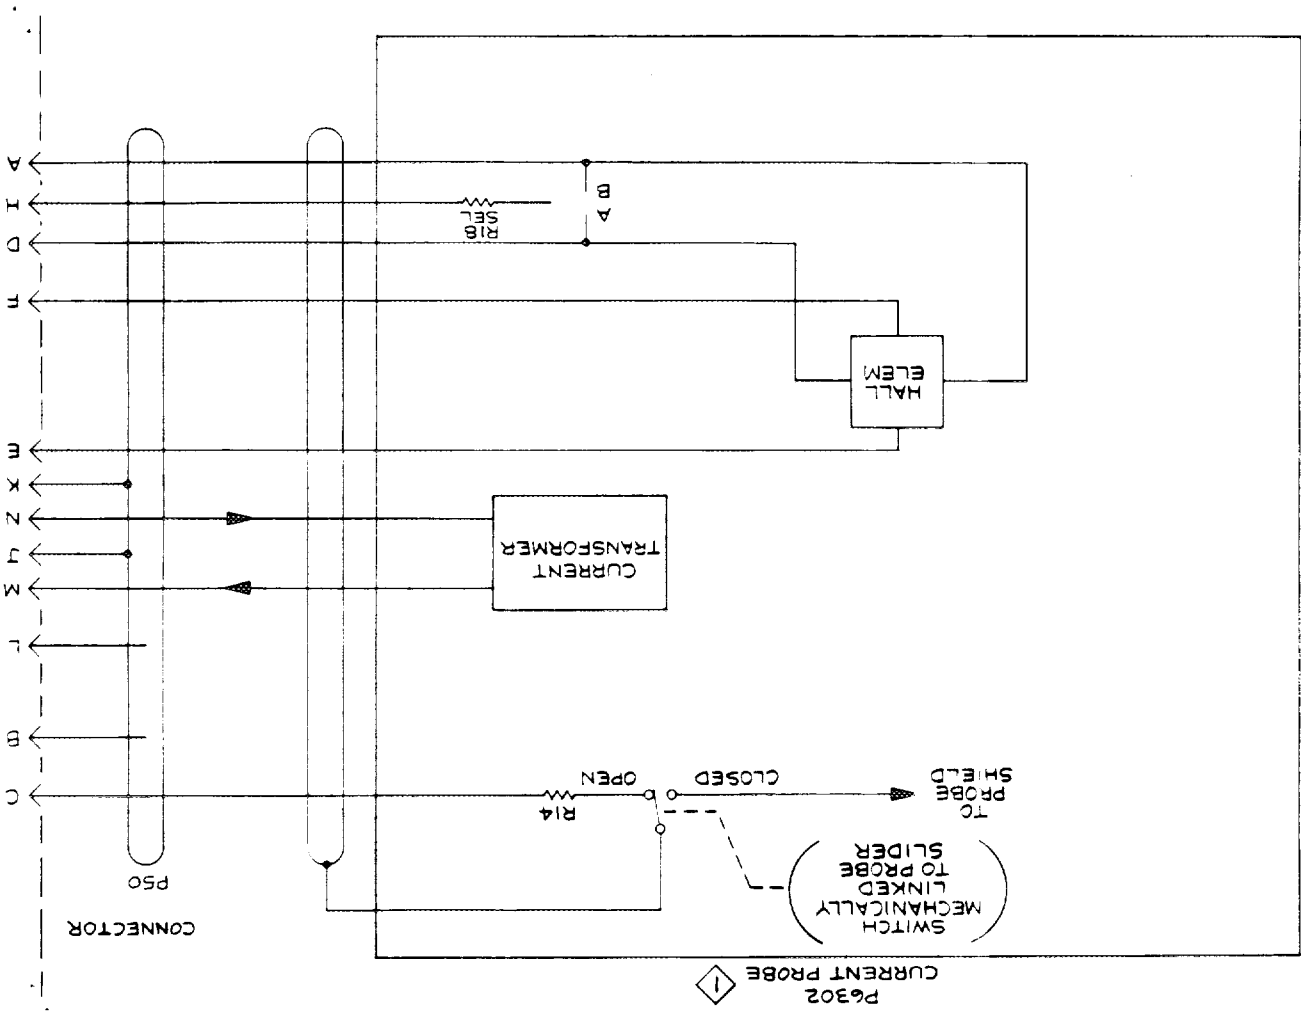 P6302
CURRENT PROBE
1
CONNECTOR
P50
SWITCH
MECHANICALLY
LINKED
TO PROBE
SLIDER
TO
PROBE
SHIELD
CLOSED
OPEN
R14
C
B
L
M
J
N
K
E
CURRENT
TRANSFORMER
HALL
ELEM
F
D
R18
SEL
A
B
I
A